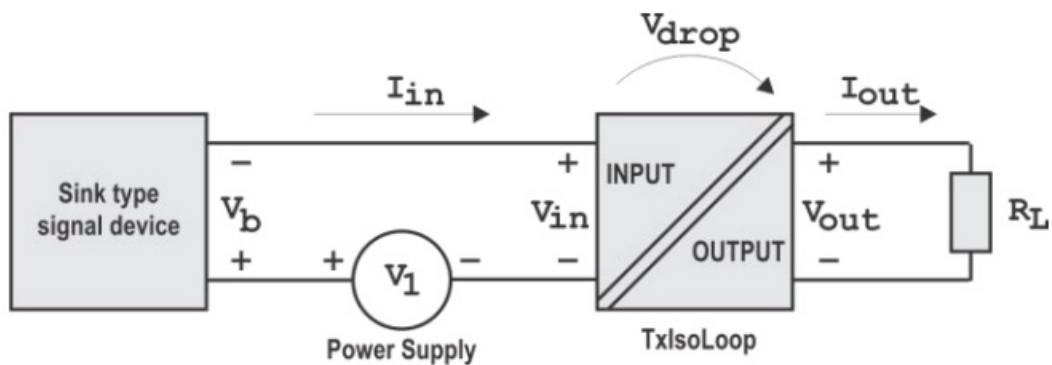 Vdrop
Iin
Iout
Sink type
signal device
−
Vb
+
+
V1
−
Power Supply
+
Vin
−
INPUT
OUTPUT
TxIsoLoop
+
Vout
−
RL